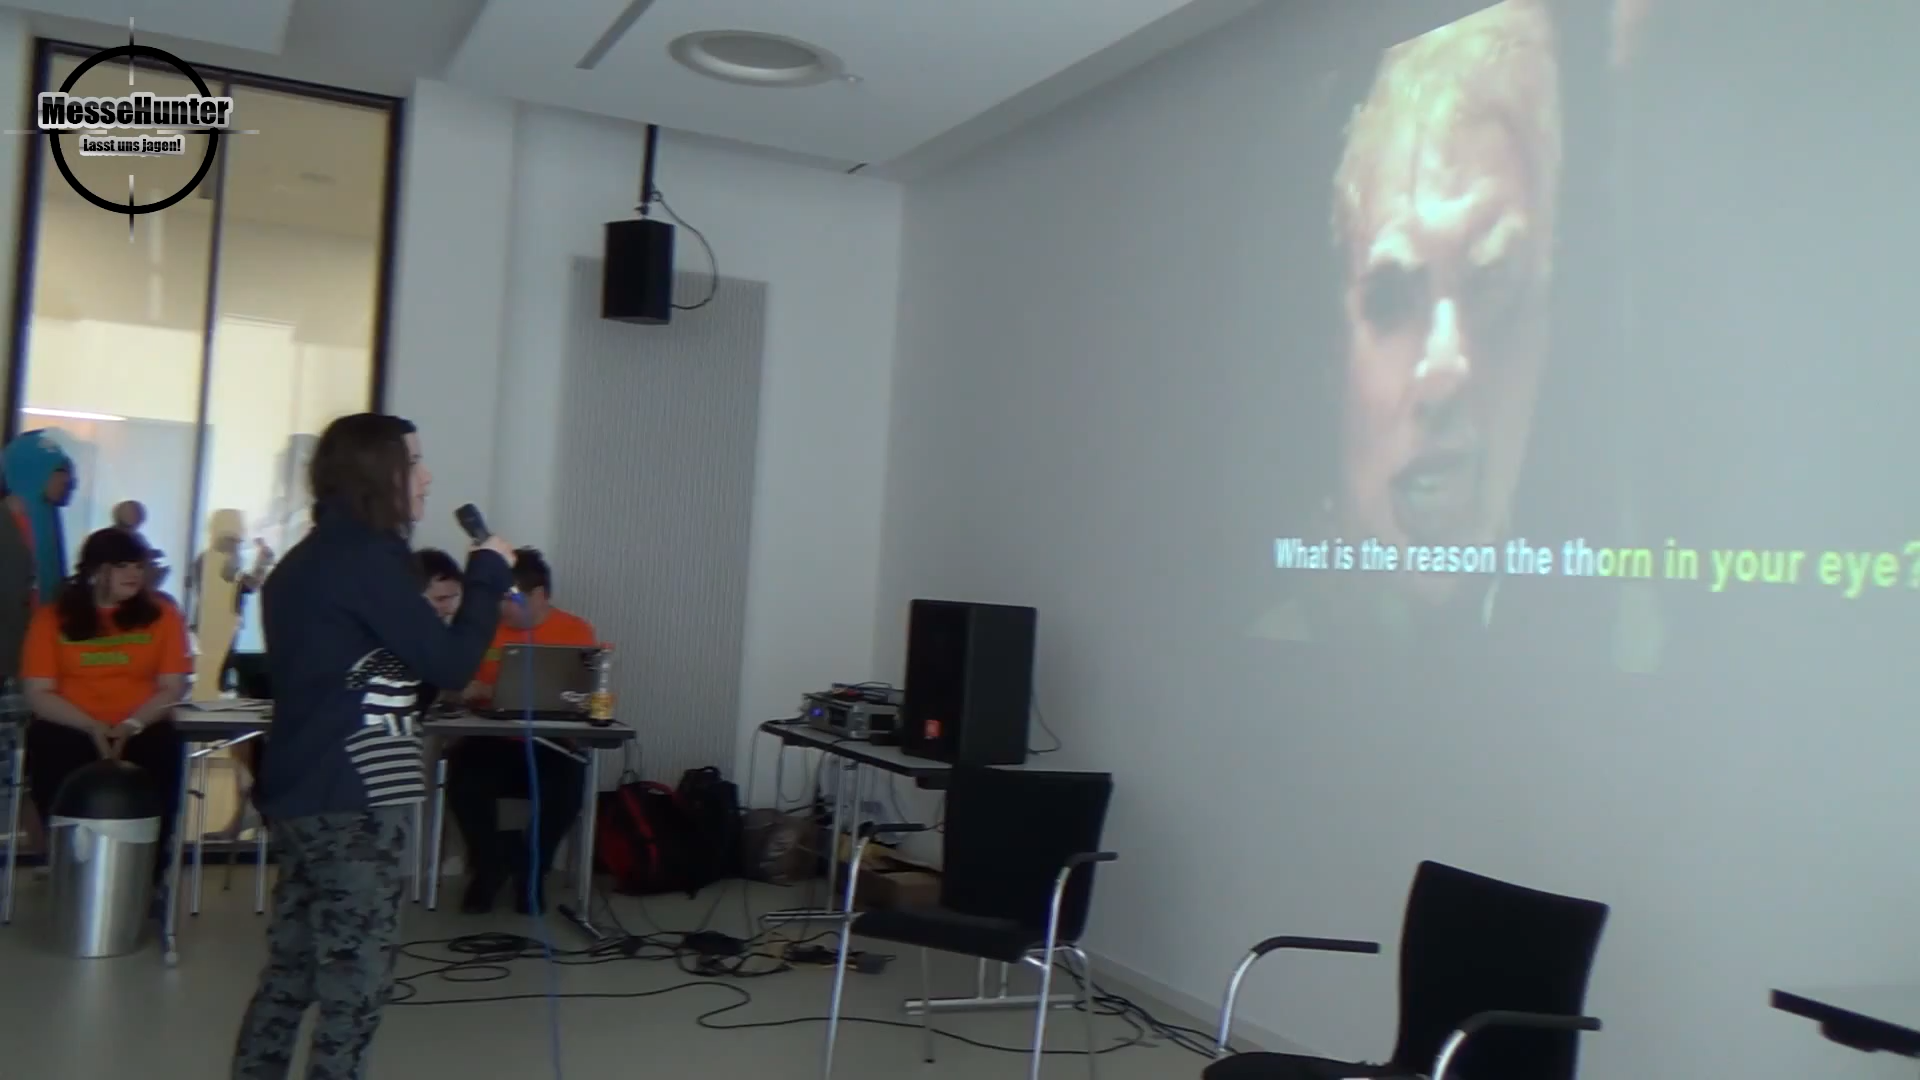 MesseHunter
Lasst uns jagen!
What is the reason the thorn in your eye?